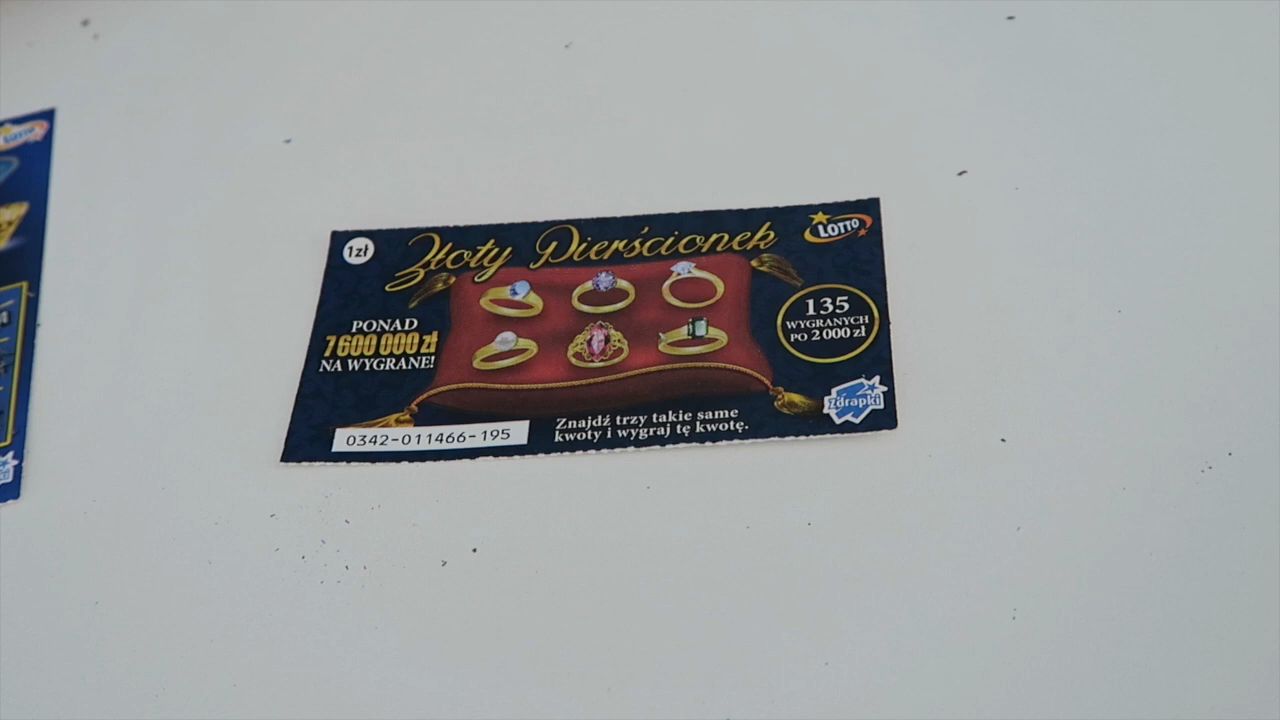 1zł
Złoty Pierścionek
LOTTO
PONAD
7 600 000 zł
NA WYGRANE!
135
WYGRANYCH
PO 2 000 zł
Zdrapki
0342-011466-195
Znajdź trzy takie same
kwoty i wygraj tę kwotę.